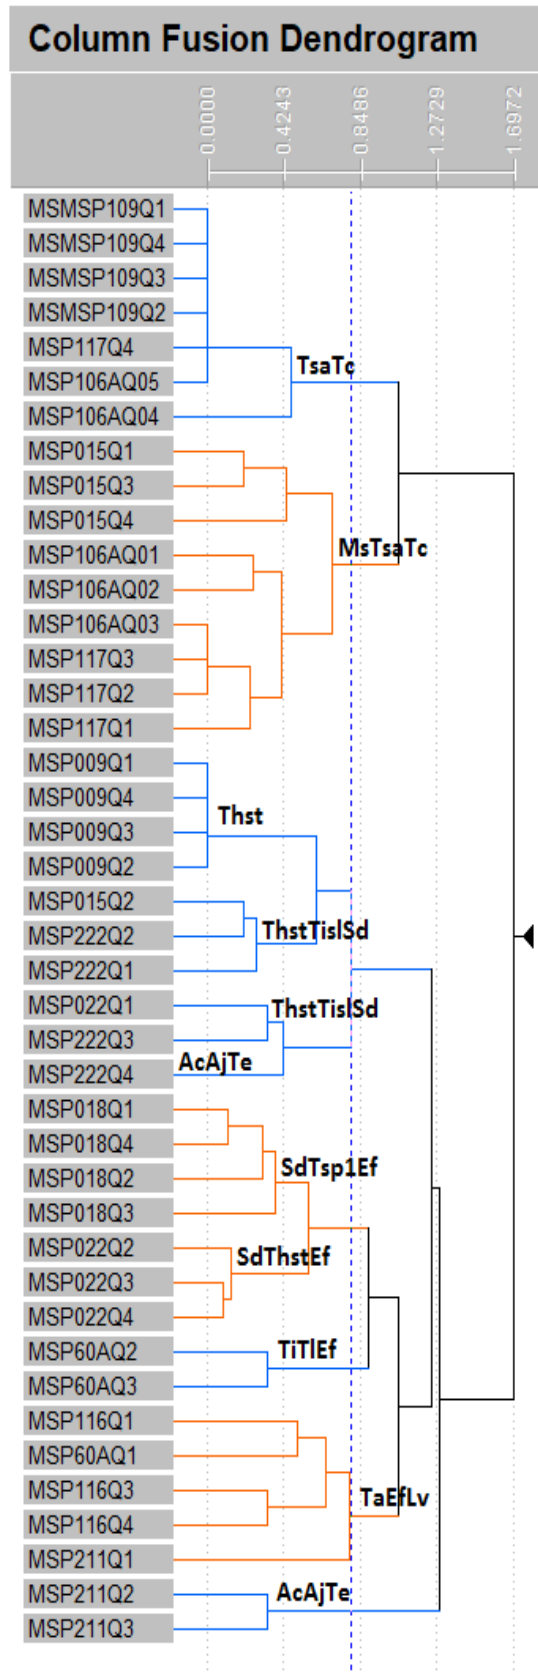 Column Fusion Dendrogram
0.0000
0.4243
0.8486
1.2729
1.6972
MSMSP109Q1
MSMSP109Q4
MSMSP109Q3
MSMSP109Q2
MSP117Q4
TsaTc
MSP106AQ05
MSP106AQ04
MSP015Q1
MSP015Q3
MSP015Q4
MsTsaTc
MSP106AQ01
MSP106AQ02
MSP106AQ03
MSP117Q3
MSP117Q2
MSP117Q1
MSP009Q1
MSP009Q4
Thst
MSP009Q3
MSP009Q2
MSP015Q2
MSP222Q2
ThstTislSd
MSP222Q1
MSP022Q1
ThstTislSd
MSP222Q3
MSP222Q4
AcAjTe
MSP018Q1
MSP018Q4
SdTsp1Ef
MSP018Q2
MSP018Q3
MSP022Q2
SdThstEf
MSP022Q3
MSP022Q4
MSP60AQ2
TiTlEf
MSP60AQ3
MSP116Q1
MSP60AQ1
MSP116Q3
TaEfLv
MSP116Q4
MSP211Q1
MSP211Q2
AcAjTe
MSP211Q3